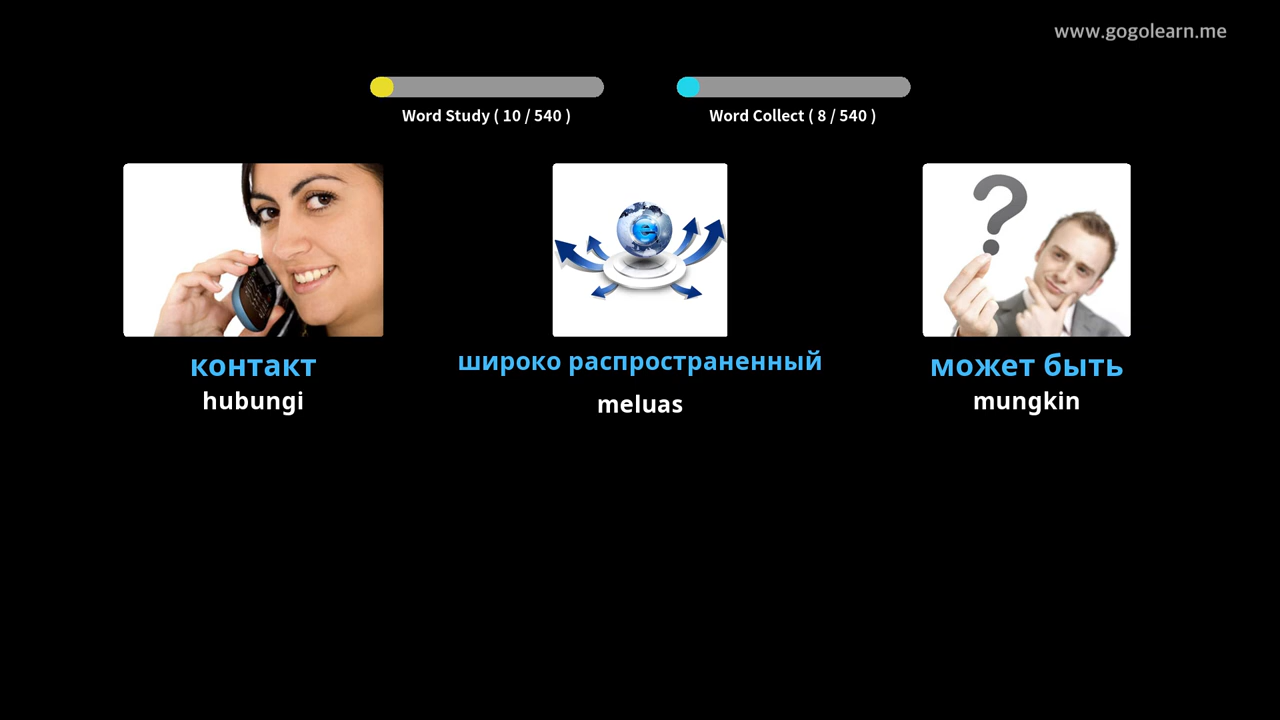 www.gogolearn.me
Word Study ( 10 / 540 )
Word Collect ( 8 / 540 )
контакт
hubungi
широко распространенный
meluas
может быть
mungkin